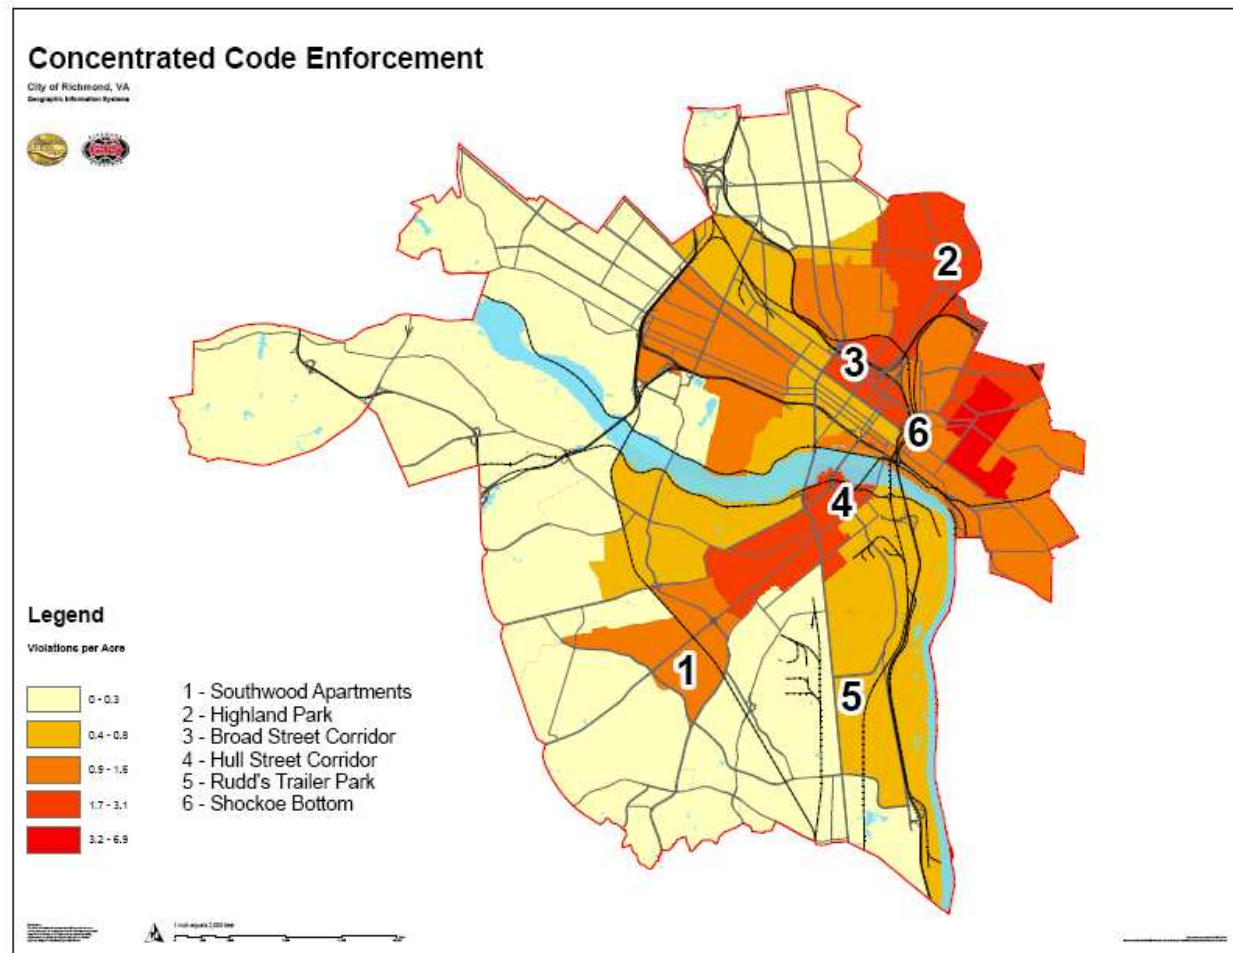 Concentrated Code Enforcement
City of Richmond, VA
Geographic Information Systems
2
3
6
4
1
5
Legend
Violations per Acre
0 - 0.3
0.4 - 0.8
0.9 - 1.6
1.7 - 3.1
3.2 - 6.9
1 - Southwood Apartments
2 - Highland Park
3 - Broad Street Corridor
4 - Hull Street Corridor
5 - Rudd's Trailer Park
6 - Shockoe Bottom